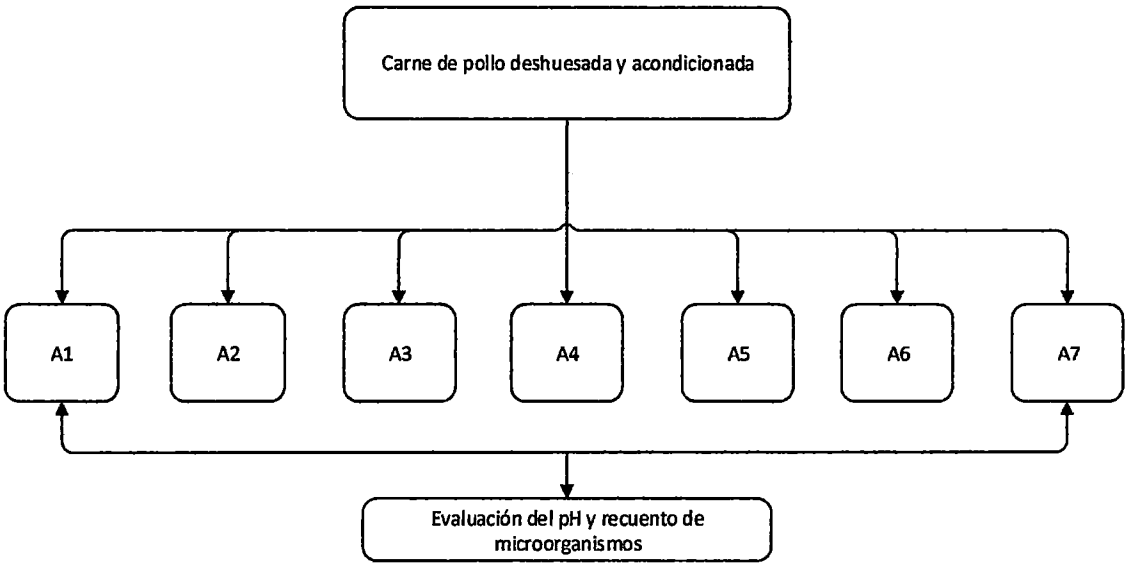 Carne de pollo deshuesada y acondicionada
A1
A2
A3
A4
A5
A6
A7
Evaluación del pH y recuento de
microorganismos